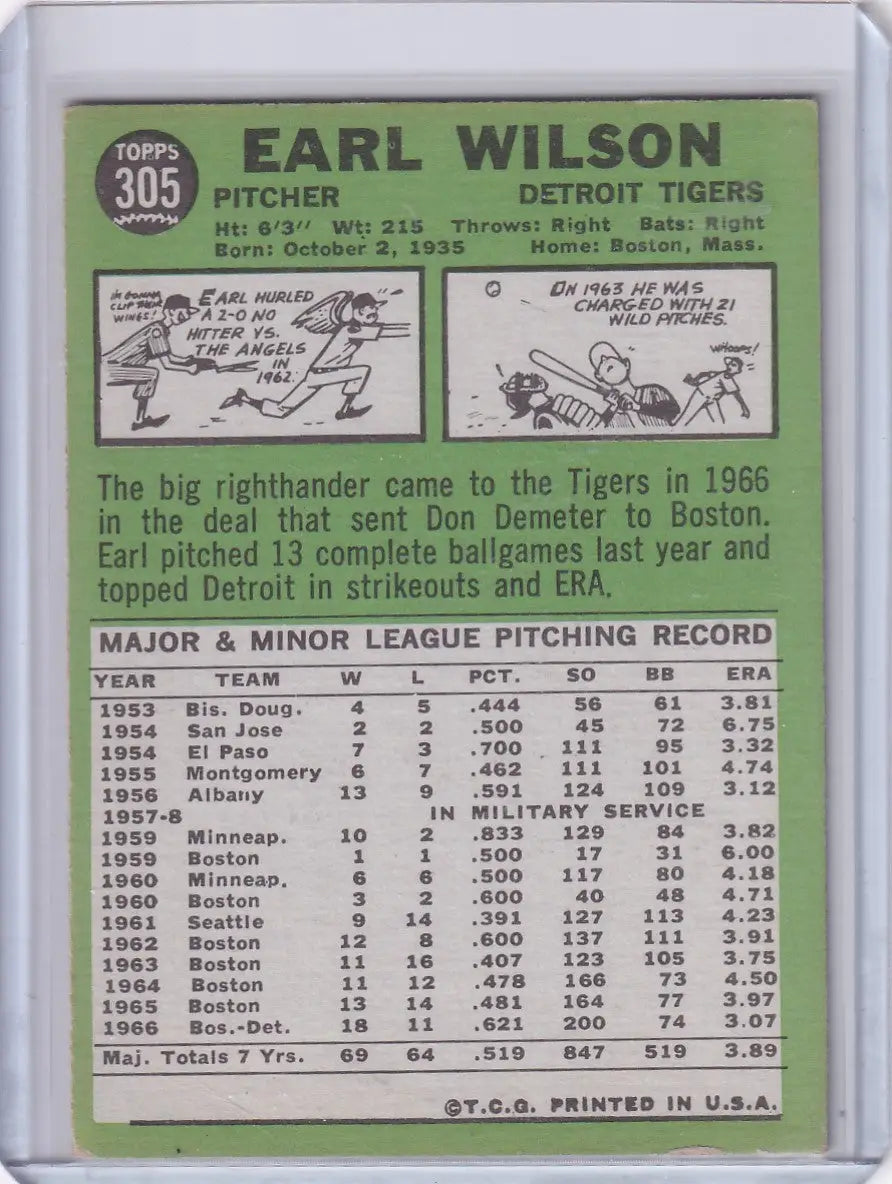 TOPPS
305
EARL WILSON
PITCHER DETROIT TIGERS
Ht: 6'3" Wt: 215 Throws: Right Bats: Right
Born: October 2, 1935 Home: Boston, Mass.
I'M GONNA
CLIP THEIR
WINGS!
EARL HURLED
A 2-0 NO
HITTER VS.
THE ANGELS
IN
1962.
ON 1963 HE WAS
CHARGED WITH 21
WILD PITCHES.
WHOOPS!
The big righthander came to the Tigers in 1966
in the deal that sent Don Demeter to Boston.
Earl pitched 13 complete ballgames last year and
topped Detroit in strikeouts and ERA.
MAJOR & MINOR LEAGUE PITCHING RECORD
YEAR TEAM W L PCT. SO BB ERA
1953 Bis. Doug. 4 5 .444 56 61 3.81
1954 San Jose 2 2 .500 45 72 6.75
1954 El Paso 7 3 .700 111 95 3.32
1955 Montgomery 6 7 .462 111 101 4.74
1956 Albany 13 9 .591 124 109 3.12
1957-8 IN MILITARY SERVICE
1959 Minneap. 10 2 .833 129 84 3.82
1959 Boston 1 1 .500 17 31 6.00
1960 Minneap. 6 6 .500 117 80 4.18
1960 Boston 3 2 .600 40 48 4.71
1961 Seattle 9 14 .391 127 113 4.23
1962 Boston 12 8 .600 137 111 3.91
1963 Boston 11 16 .407 123 105 3.75
1964 Boston 11 12 .478 166 73 4.50
1965 Boston 13 14 .481 164 77 3.97
1966 Bos.-Det. 18 11 .621 200 74 3.07
Maj. Totals 7 Yrs. 69 64 .519 847 519 3.89
©T.C.G. PRINTED IN U.S.A.